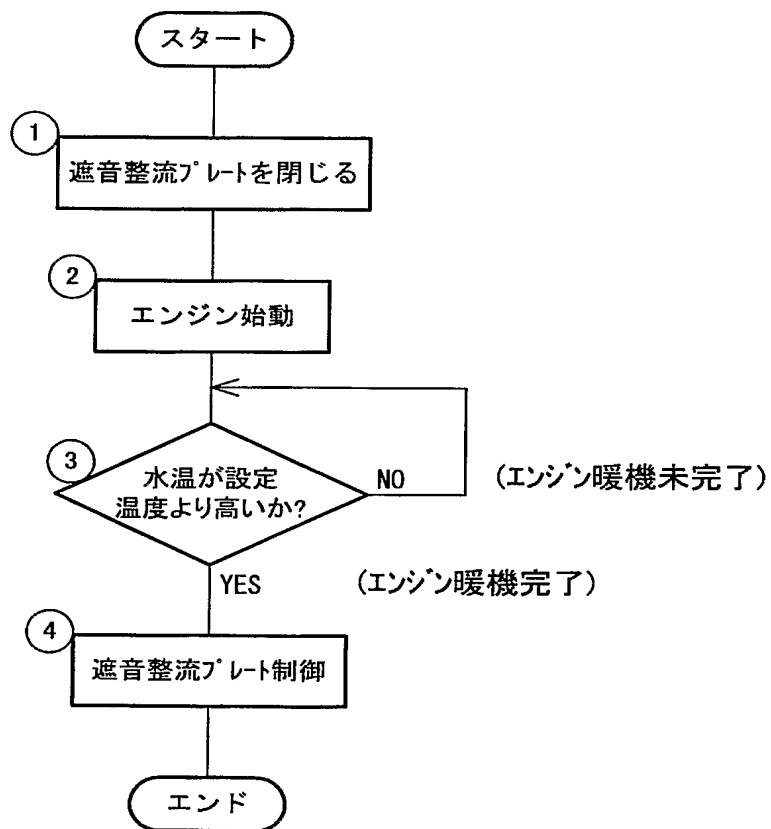 スタート
1
遮音整流プレートを閉じる
2
エンジン始動
3
水温が設定
温度より高いか?
NO
(エンジン暖機未完了)
YES
(エンジン暖機完了)
4
遮音整流プレート制御
エンド